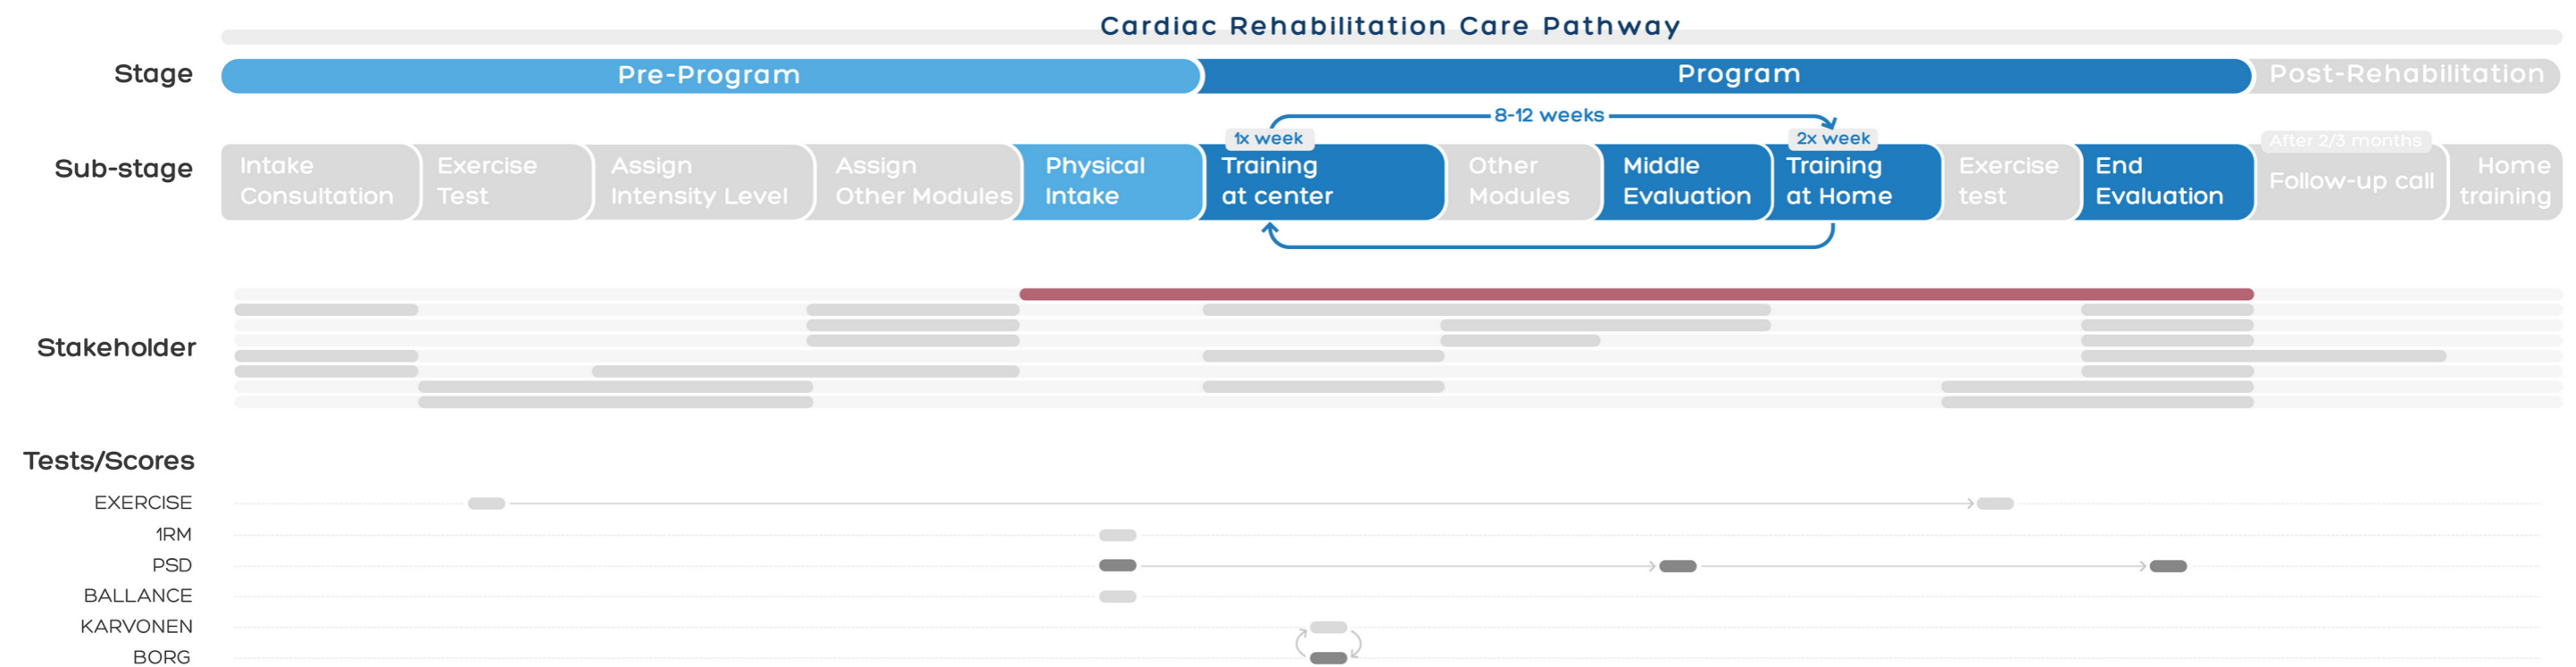 Cardiac Rehabilitation Care Pathway
Stage
Pre-Program
Program
Post-Rehabilitation
8-12 weeks
1x week
2x week
After 2/3 months
Sub-stage
Intake
Consultation
Exercise
Test
Assign
Intensity Level
Assign
Other Modules
Physical
Intake
Training
at center
Other
Modules
Middle
Evaluation
Training
at Home
Exercise
test
End
Evaluation
Follow-up call
Home
training
Stakeholder
Tests/Scores
EXERCISE
1RM
PSD
BALLANCE
KARVONEN
BORG